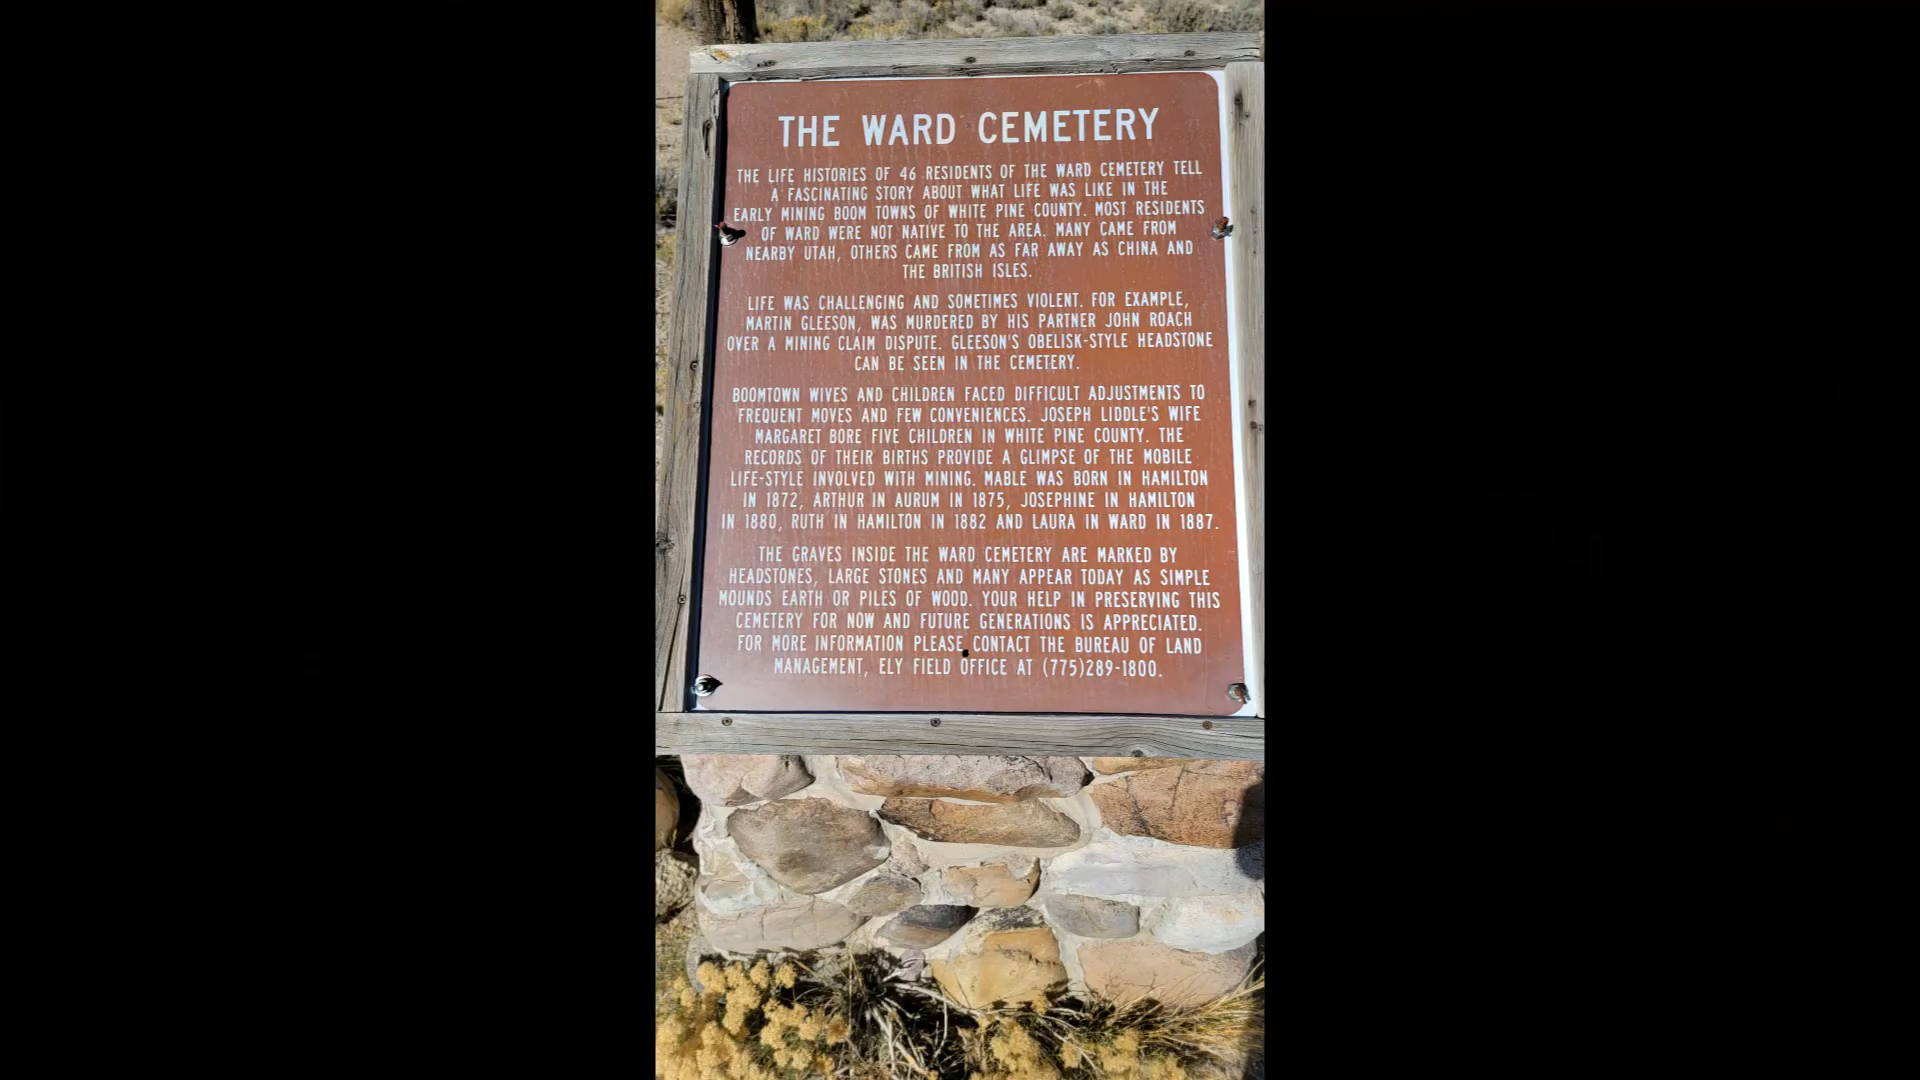 THE WARD CEMETERY
THE LIFE HISTORIES OF 46 RESIDENTS OF THE WARD CEMETERY TELL
A FASCINATING STORY ABOUT WHAT LIFE WAS LIKE IN THE
EARLY MINING BOOM TOWNS OF WHITE PINE COUNTY. MOST RESIDENTS
OF WARD WERE NOT NATIVE TO THE AREA. MANY CAME FROM
NEARBY UTAH, OTHERS CAME FROM AS FAR AWAY AS CHINA AND
THE BRITISH ISLES.
LIFE WAS CHALLENGING AND SOMETIMES VIOLENT. FOR EXAMPLE,
MARTIN GLEESON, WAS MURDERED BY HIS PARTNER JOHN ROACH
OVER A MINING CLAIM DISPUTE. GLEESON'S OBELISK-STYLE HEADSTONE
CAN BE SEEN IN THE CEMETERY.
BOOMTOWN WIVES AND CHILDREN FACED DIFFICULT ADJUSTMENTS TO
FREQUENT MOVES AND FEW CONVENIENCES. JOSEPH LIDDLE'S WIFE
MARGARET BORE FIVE CHILDREN IN WHITE PINE COUNTY. THE
RECORDS OF THEIR BIRTHS PROVIDE A GLIMPSE OF THE MOBILE
LIFE-STYLE INVOLVED WITH MINING. MABLE WAS BORN IN HAMILTON
IN 1872, ARTHUR IN AURUM IN 1875, JOSEPHINE IN HAMILTON
IN 1880, RUTH IN HAMILTON IN 1882 AND LAURA IN WARD IN 1887.
THE GRAVES INSIDE THE WARD CEMETERY ARE MARKED BY
HEADSTONES, LARGE STONES AND MANY APPEAR TODAY AS SIMPLE
MOUNDS EARTH OR PILES OF WOOD. YOUR HELP IN PRESERVING THIS
CEMETERY FOR NOW AND FUTURE GENERATIONS IS APPRECIATED.
FOR MORE INFORMATION PLEASE CONTACT THE BUREAU OF LAND
MANAGEMENT, ELY FIELD OFFICE AT (775)289-1800.